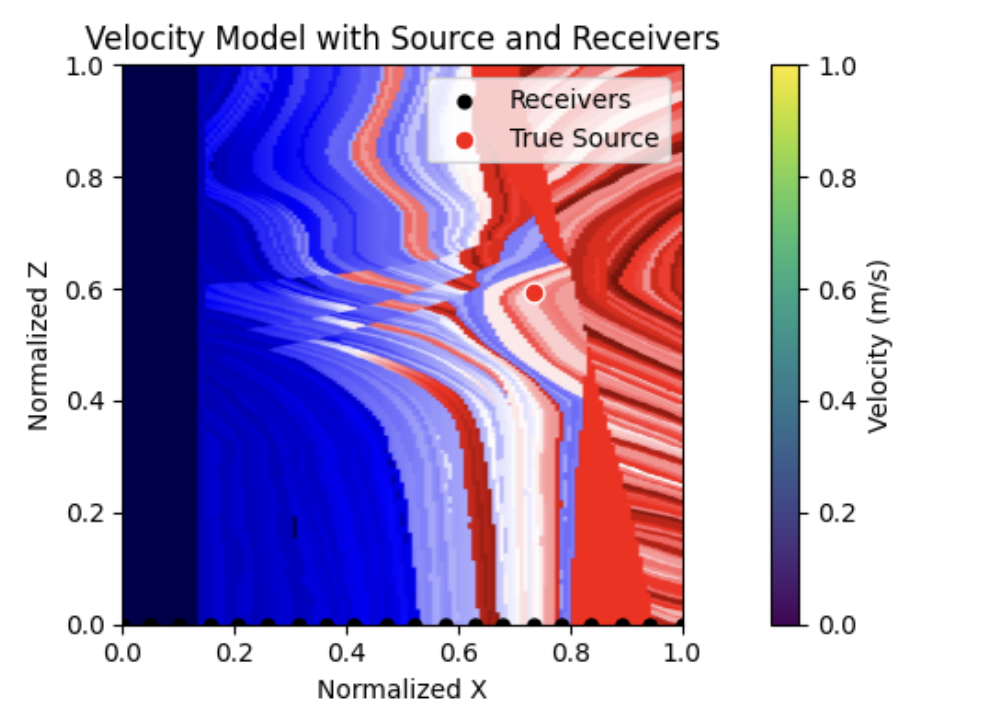 Velocity Model with Source and Receivers
Receivers
True Source
1.0
0.8
0.6
0.4
0.2
0.0
Normalized Z
0.0 0.2 0.4 0.6 0.8 1.0
Normalized X
1.0
0.8
0.6
0.4
0.2
0.0
Velocity (m/s)